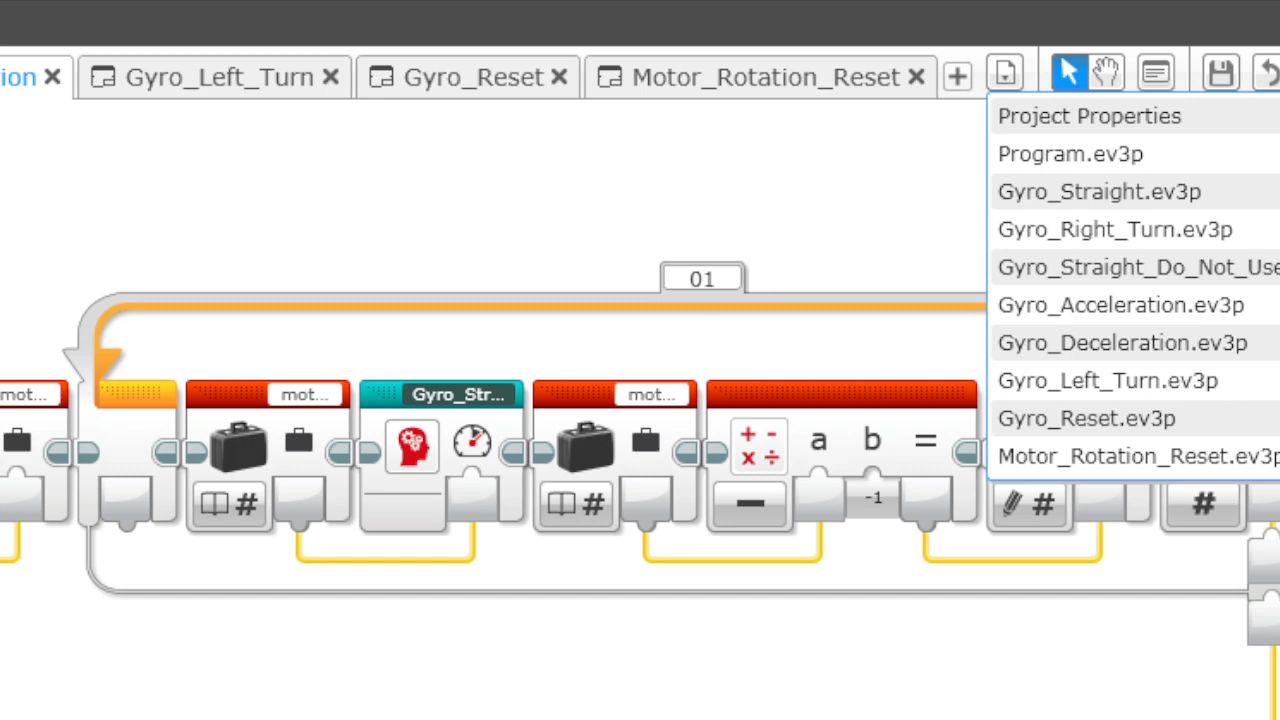 ion
Gyro_Left_Turn
Gyro_Reset
Motor_Rotation_Reset
Project Properties
Program.ev3p
Gyro_Straight.ev3p
Gyro_Right_Turn.ev3p
Gyro_Straight_Do_Not_Use
Gyro_Acceleration.ev3p
Gyro_Deceleration.ev3p
Gyro_Left_Turn.ev3p
Gyro_Reset.ev3p
Motor_Rotation_Reset.ev3p
01
mot...
mot...
Gyro_Str...
mot...
+ -
x ÷
a
b
=
#
#
-1
#
#